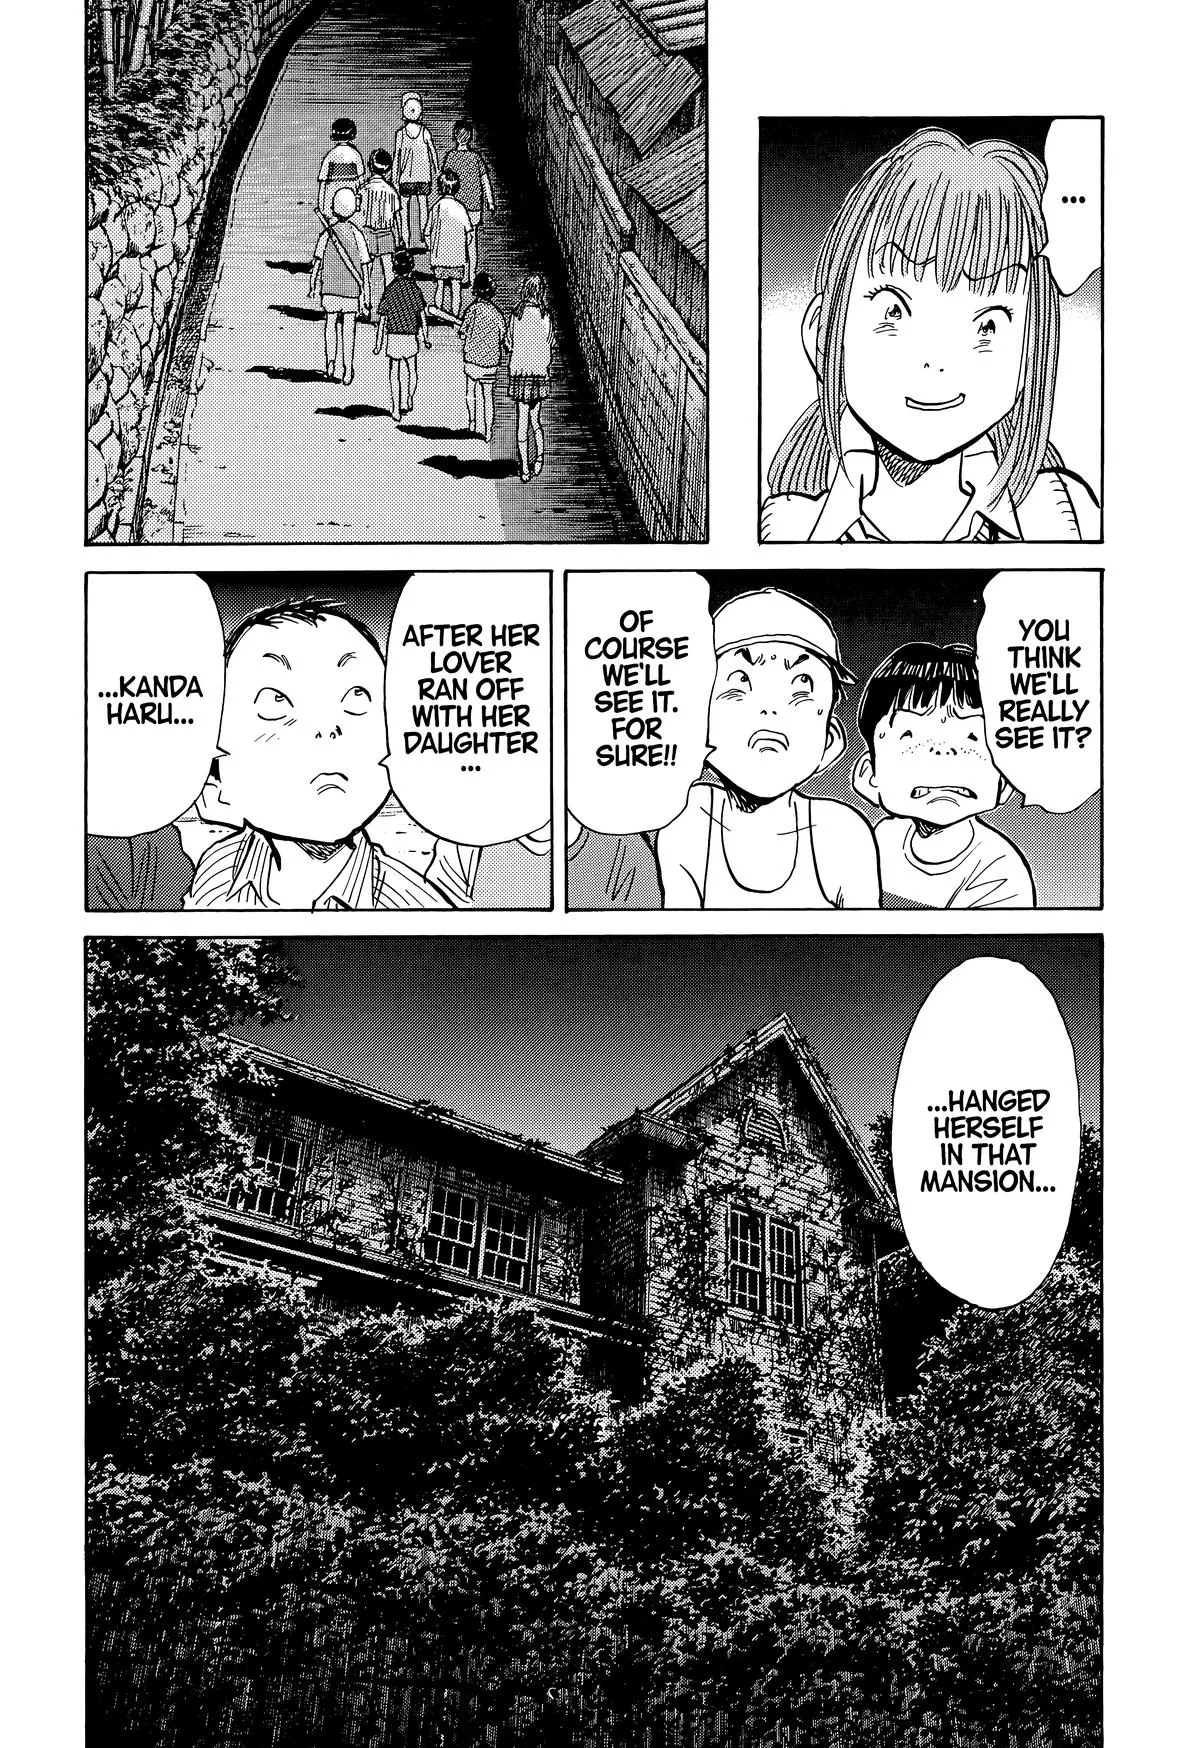 ...
YOU
THINK
WE'LL
REALLY
SEE IT?
OF
COURSE
WE'LL
SEE IT.
FOR
SURE!!
AFTER HER
LOVER
RAN OFF
WITH HER
DAUGHTER
...
...KANDA
HARU...
...HANGED
HERSELF
IN THAT
MANSION...